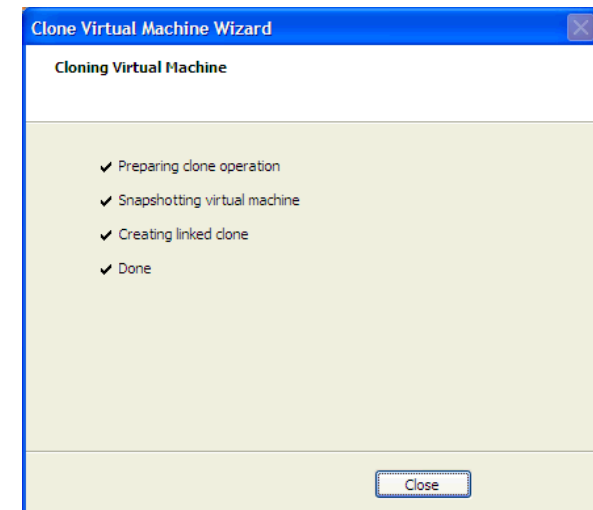 Clone Virtual Machine Wizard
Cloning Virtual Machine
Preparing clone operation
Snapshotting virtual machine
Creating linked clone
Done
Close